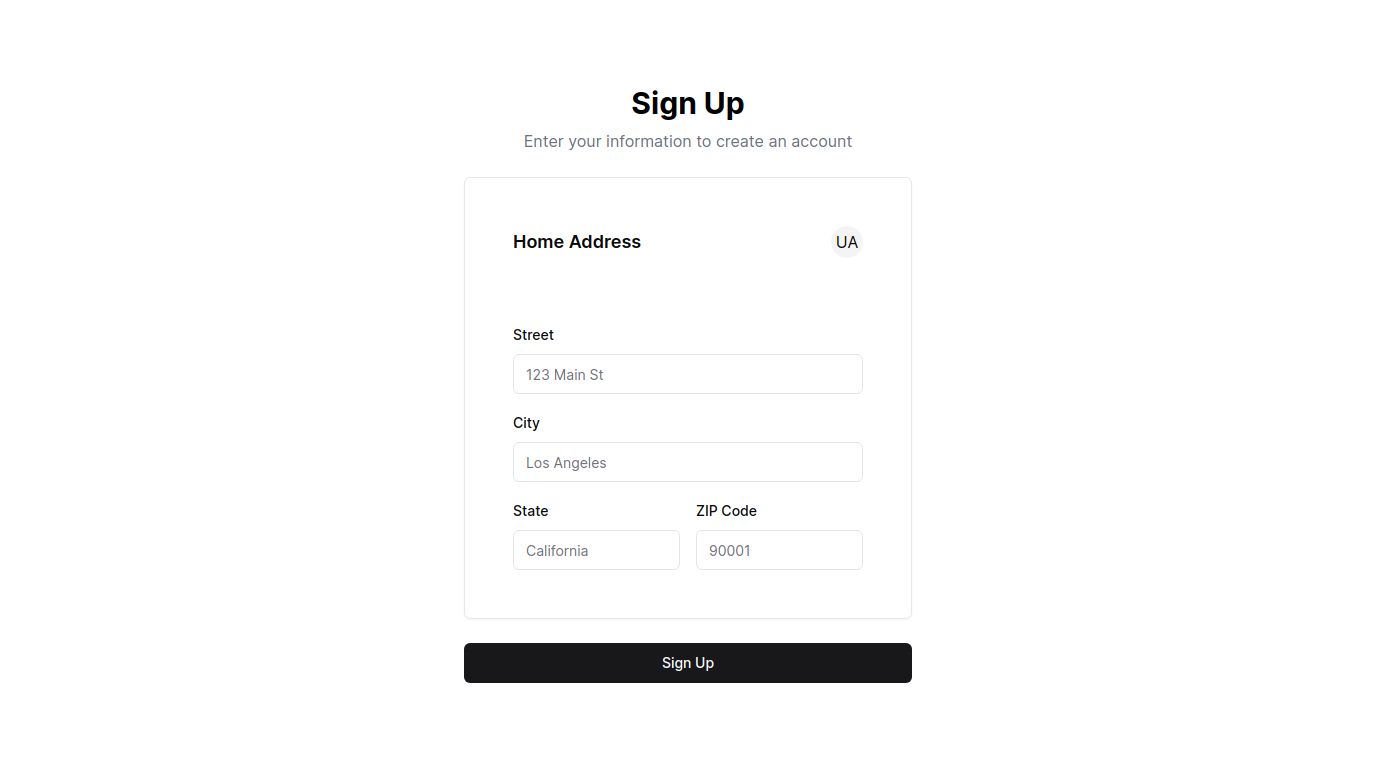 Sign Up
Enter your information to create an account
Home Address
UA
Street
123 Main St
City
Los Angeles
State
ZIP Code
California
90001
Sign Up